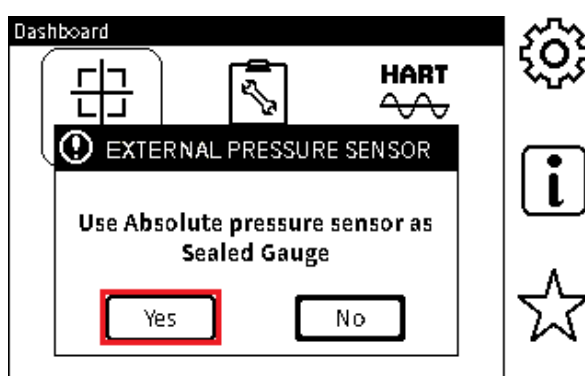 Dashboard
HART
EXTERNAL PRESSURE SENSOR
Use Absolute pressure sensor as
Sealed Gauge
Yes
No